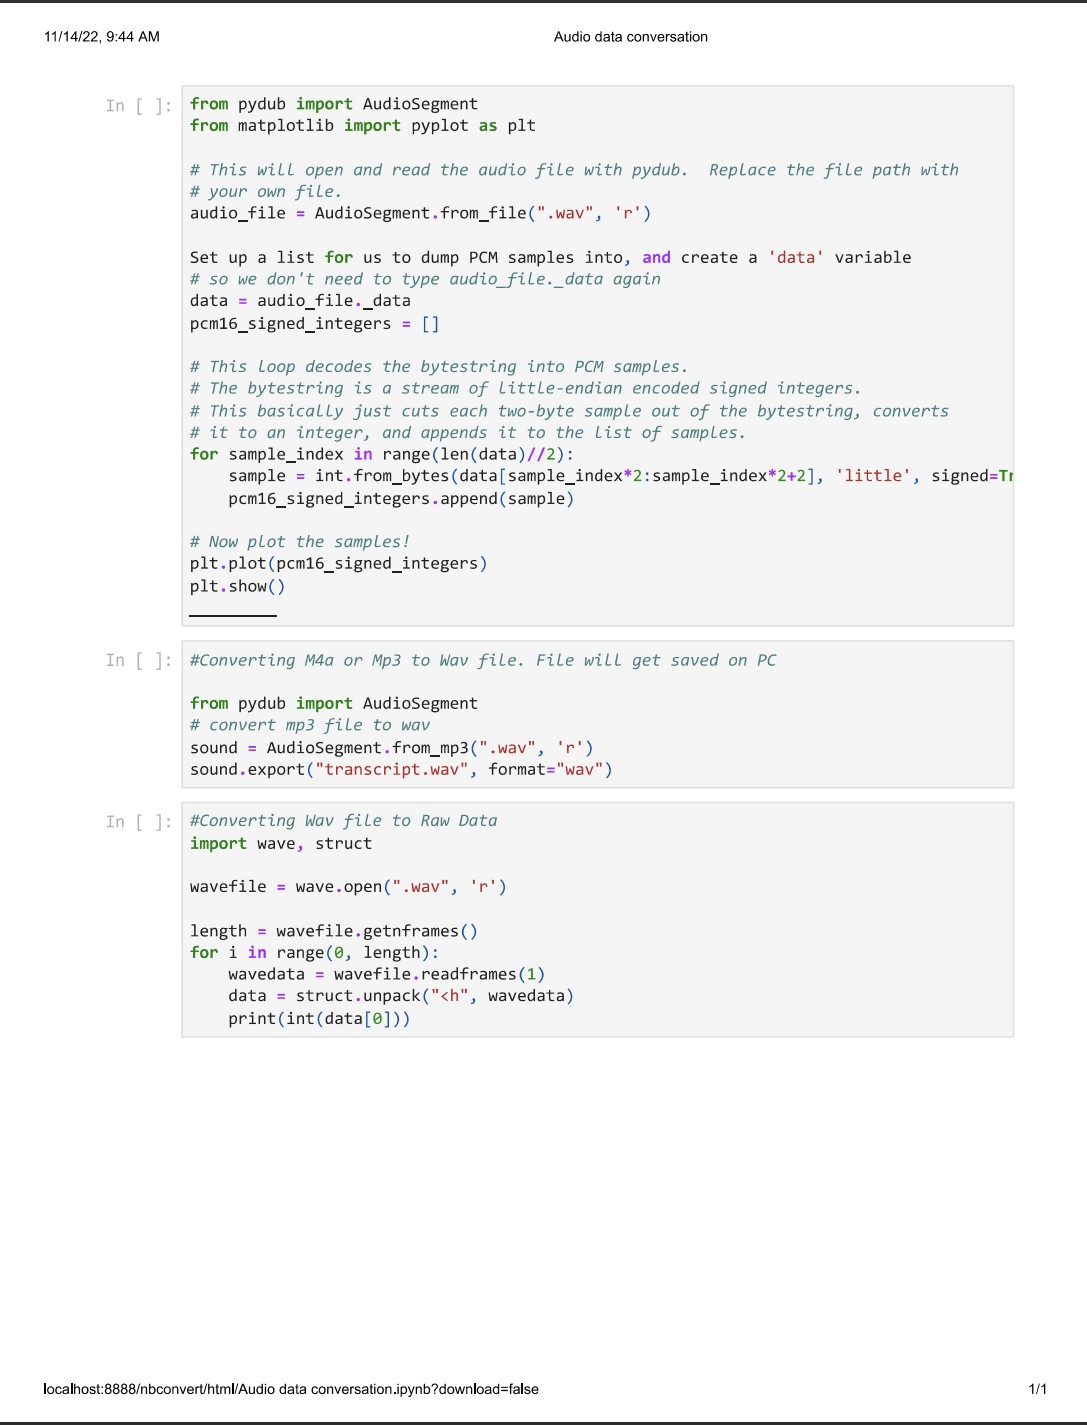 11/14/22, 9:44 AM
Audio data conversation
In [ ]:
from pydub import AudioSegment
from matplotlib import pyplot as plt

# This will open and read the audio file with pydub.  Replace the file path with
# your own file.
audio_file = AudioSegment.from_file(".wav", 'r')

Set up a list for us to dump PCM samples into, and create a 'data' variable
# so we don't need to type audio_file._data again
data = audio_file._data
pcm16_signed_integers = []

# This loop decodes the bytestring into PCM samples.
# The bytestring is a stream of little-endian encoded signed integers.
# This basically just cuts each two-byte sample out of the bytestring, converts
# it to an integer, and appends it to the list of samples.
for sample_index in range(len(data)//2):
    sample = int.from_bytes(data[sample_index*2:sample_index*2+2], 'little', signed=Tr
    pcm16_signed_integers.append(sample)

# Now plot the samples!
plt.plot(pcm16_signed_integers)
plt.show()
_________
In [ ]:
#Converting M4a or Mp3 to Wav file. File will get saved on PC

from pydub import AudioSegment
# convert mp3 file to wav
sound = AudioSegment.from_mp3(".wav", 'r')
sound.export("transcript.wav", format="wav")
In [ ]:
#Converting Wav file to Raw Data
import wave, struct

wavefile = wave.open(".wav", 'r')

length = wavefile.getnframes()
for i in range(0, length):
    wavedata = wavefile.readframes(1)
    data = struct.unpack("<h", wavedata)
    print(int(data[0]))
localhost:8888/nbconvert/html/Audio data conversation.ipynb?download=false
1/1